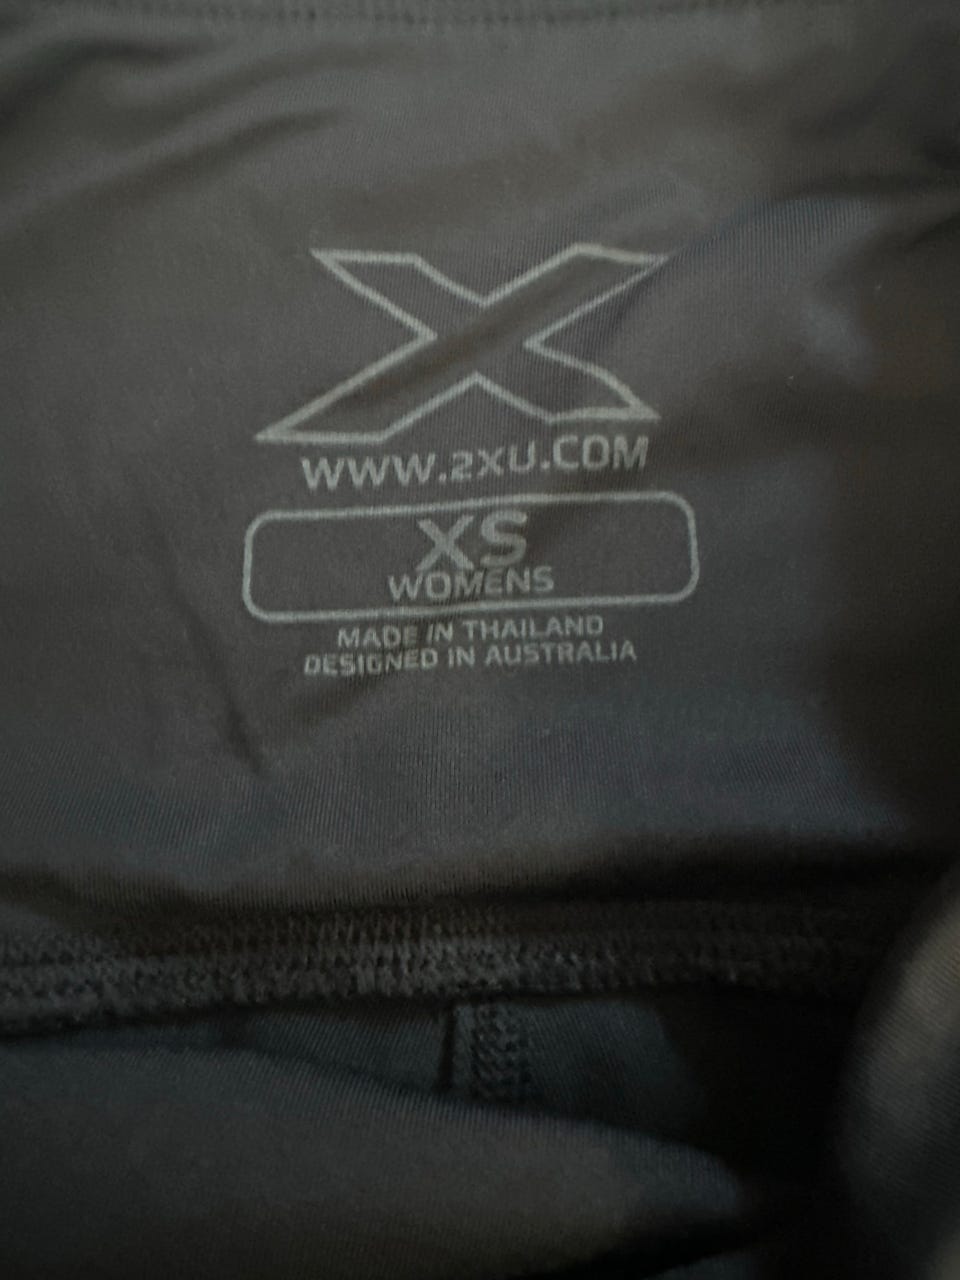 X
WWW.2XU.COM
XS
WOMENS
MADE IN THAILAND
DESIGNED IN AUSTRALIA